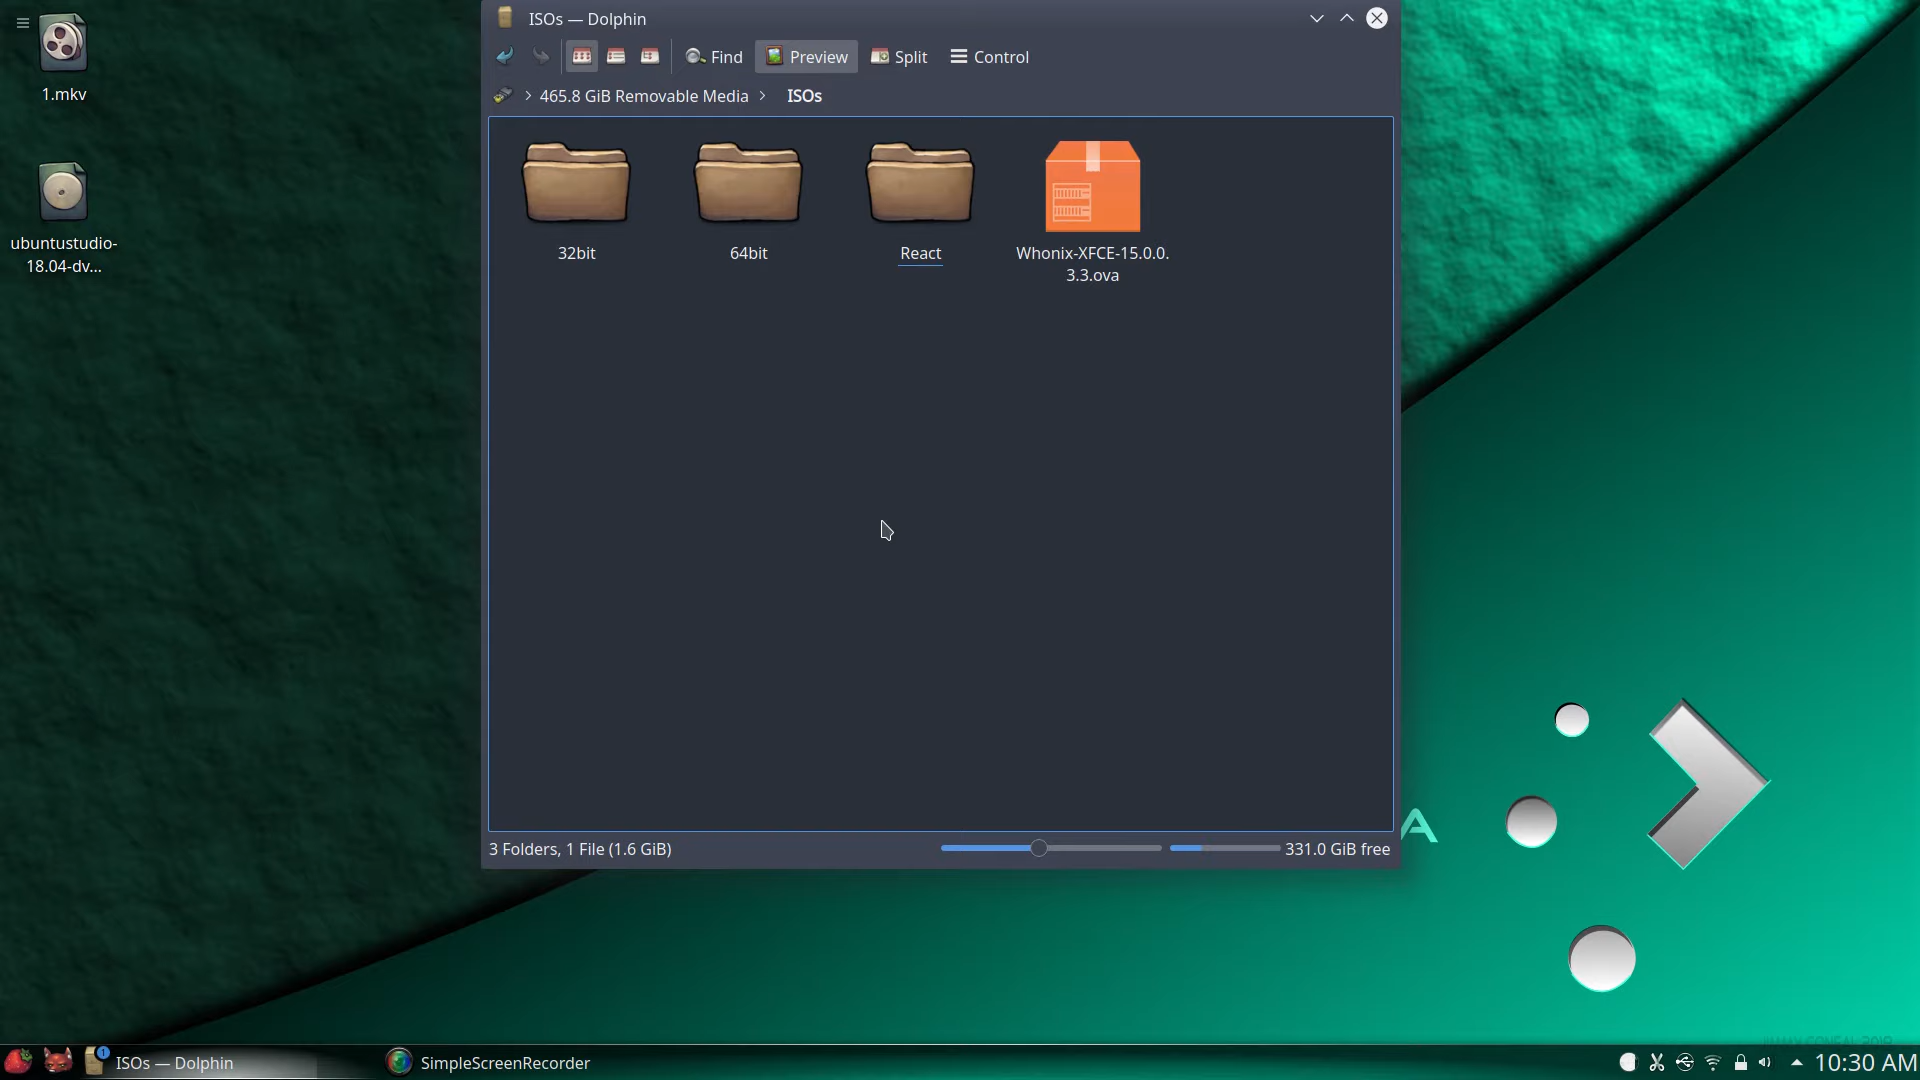 1.mkv
ubuntustudio-
18.04-dv...
ISOs — Dolphin
Find
Preview
Split
Control
465.8 GiB Removable Media
ISOs
32bit
64bit
React
Whonix-XFCE-15.0.0.
3.3.ova
3 Folders, 1 File (1.6 GiB)
331.0 GiB free
A
1
ISOs — Dolphin
SimpleScreenRecorder
10:30 AM